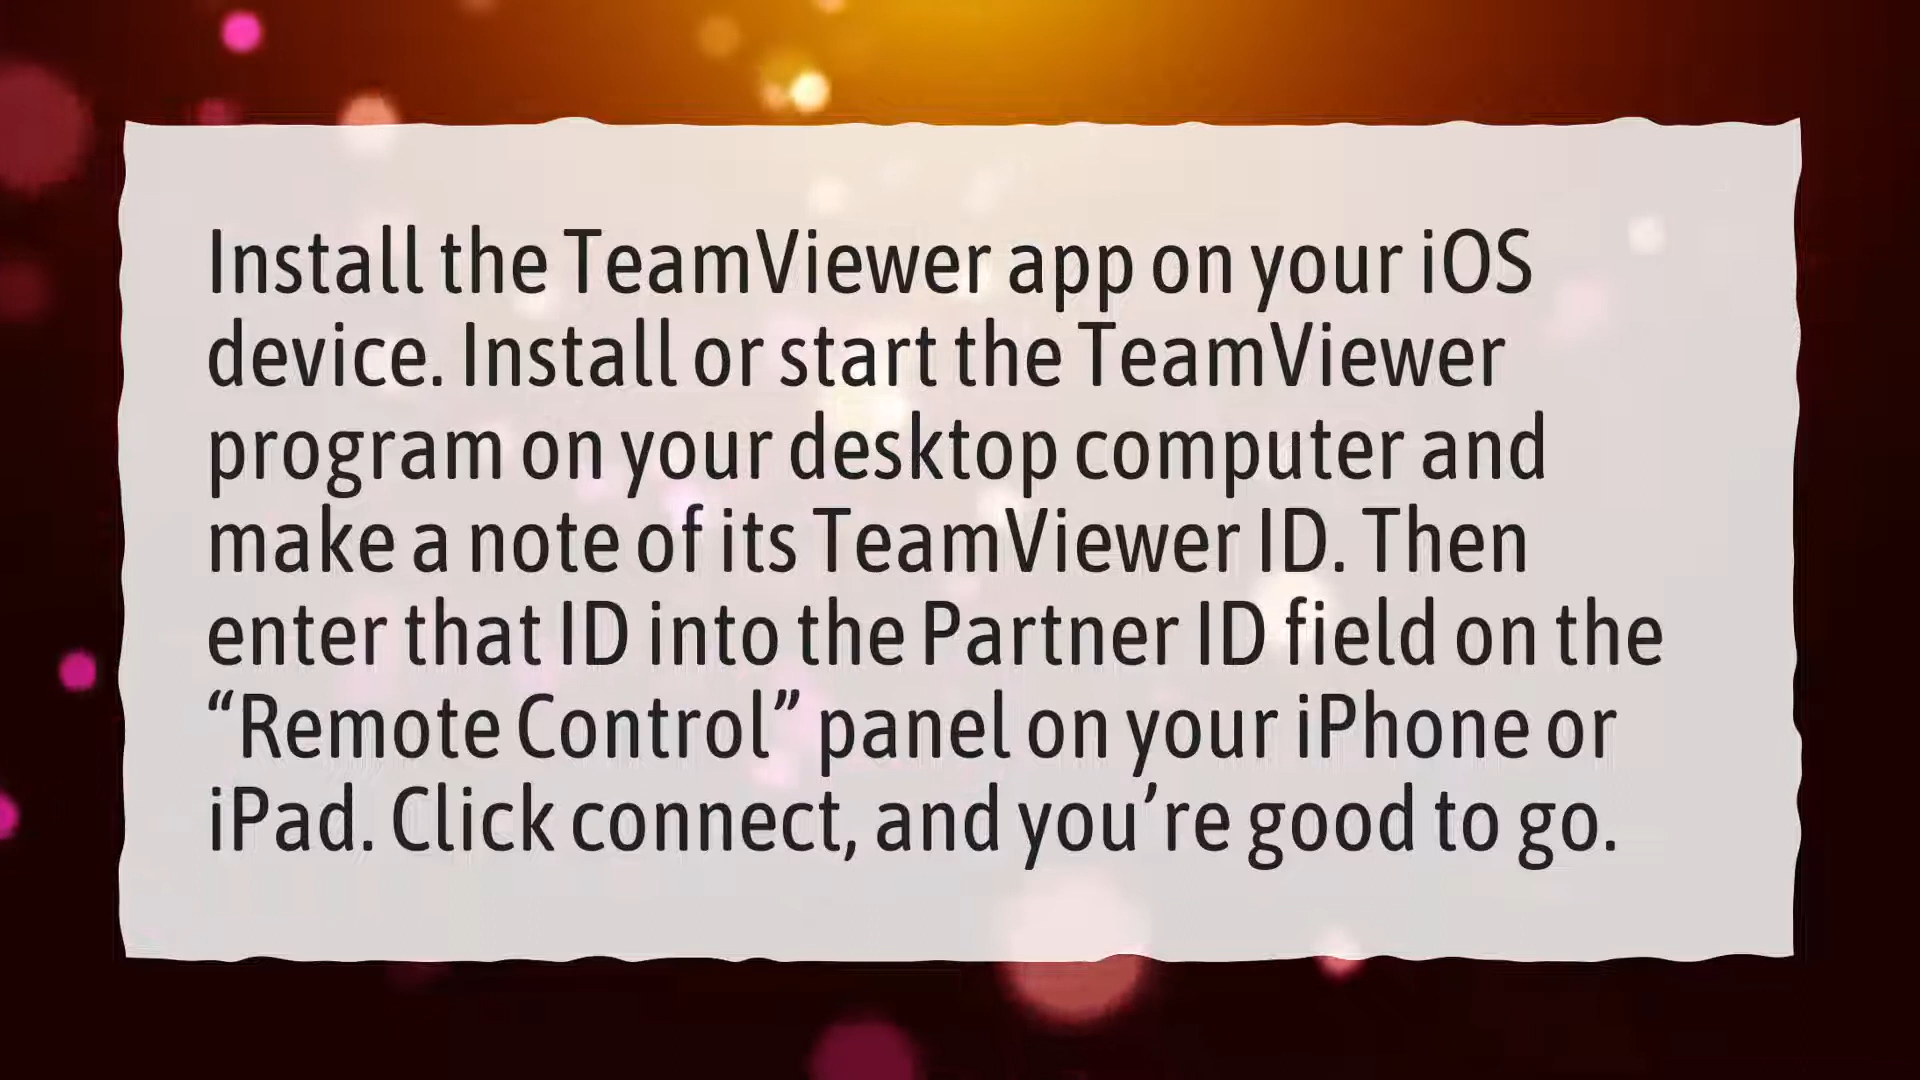 Install the TeamViewer app on your iOS
device. Install or start the TeamViewer
program on your desktop computer and
make a note of its TeamViewer ID. Then
enter that ID into the Partner ID field on the
“Remote Control” panel on your iPhone or
iPad. Click connect, and you’re good to go.